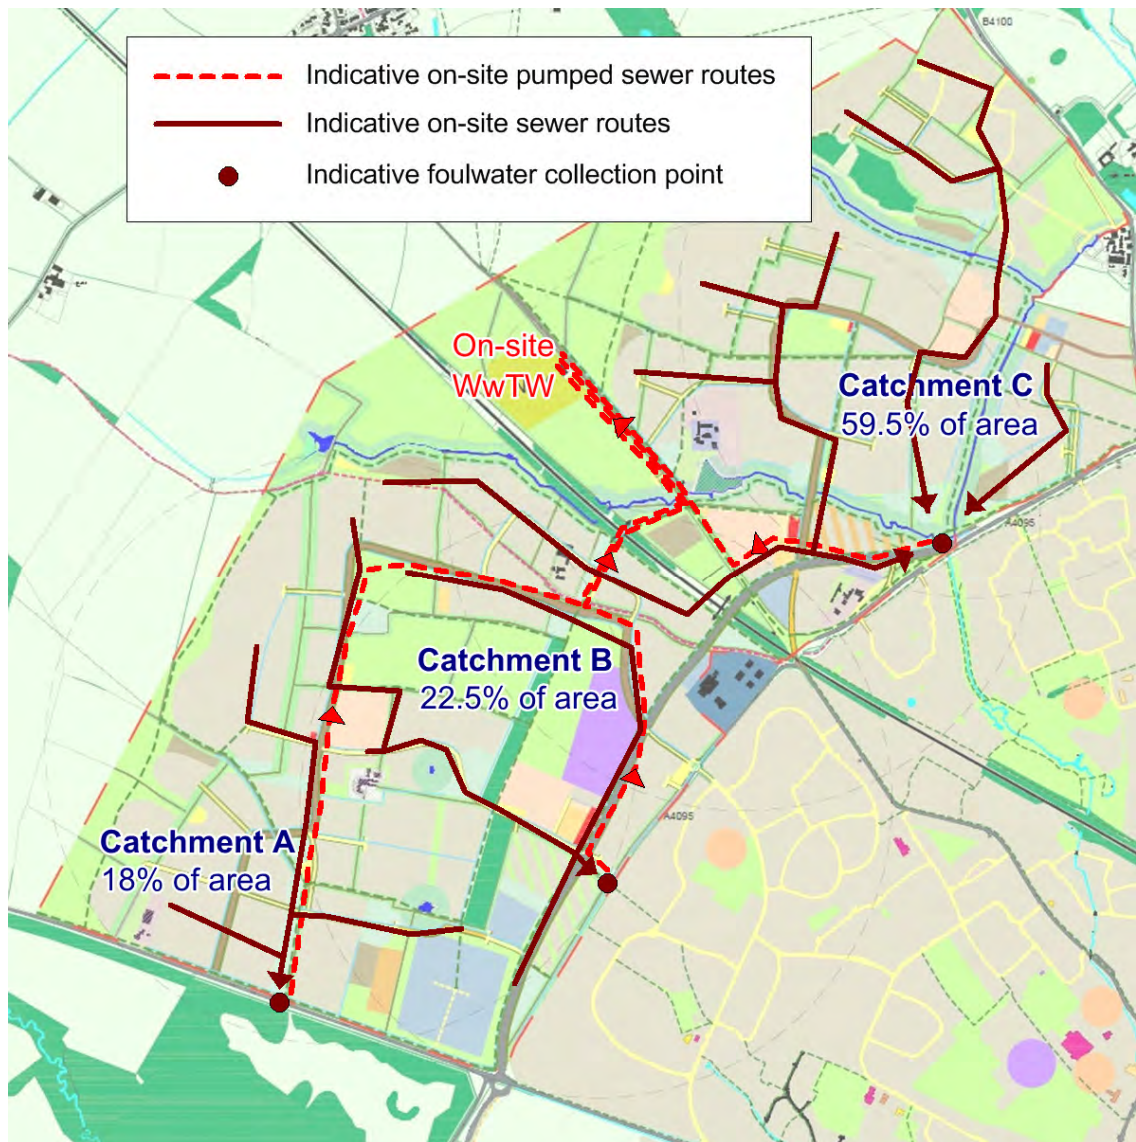 B4100
Indicative on-site pumped sewer routes
Indicative on-site sewer routes
Indicative foulwater collection point
On-site
WwTW
Catchment C
59.5% of area
A4095
Catchment B
22.5% of area
A4095
Catchment A
18% of area